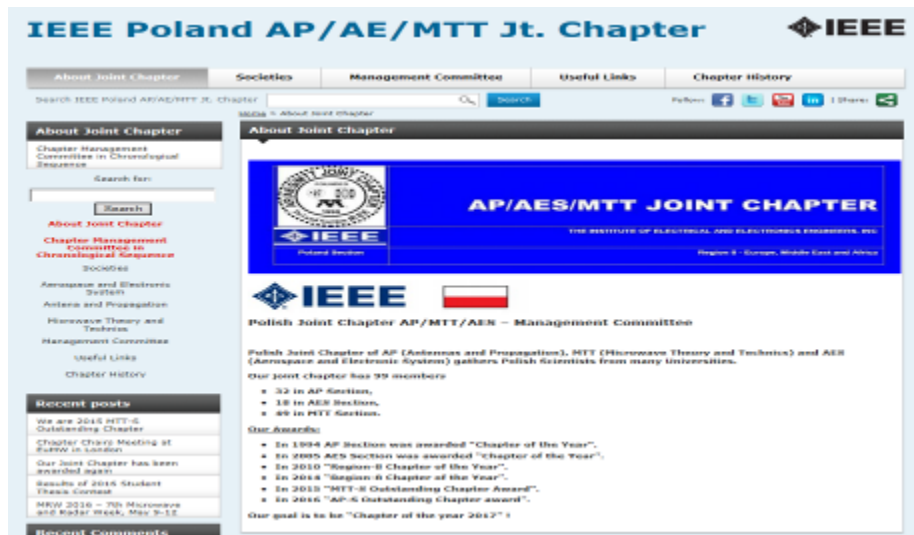 IEEE Poland AP/AE/MTT Jt. Chapter
IEEE
About Joint Chapter
Societies
Management Committee
Useful Links
Chapter History
Search IEEE Poland AP/AE/MTT Jt. Chapter
Search
Follow:
Share:
Home > About Joint Chapter
About Joint Chapter
Chapter Management
Committee in Chronological
Sequence
Search for:
Search
About Joint Chapter
Chapter Management
Committee in
Chronological Sequence
Societies
Aerospace and Electronic
System
Antena and Propagation
Microwave Theory and
Technics
Management Committee
Useful Links
Chapter History
Recent posts
We are 2015 MTT-S
Outstanding Chapter
Chapter Chairs Meeting at
EuMW in London
Our Joint Chapter has been
awarded again
Results of 2016 Student
Thesis Contest
MRW 2016 – 7th Microwave
and Radar Week, May 9-12
Recent Comments
About Joint Chapter
IEEE
Poland Section
AP/AES/MTT JOINT CHAPTER
THE INSTITUTE OF ELECTRICAL AND ELECTRONICS ENGINEERS, INC
Region 8 - Europe, Middle East and Africa
IEEE
Polish Joint Chapter AP/MTT/AES – Management Committee
Polish Joint Chapter of AP (Antennas and Propagation), MTT (Microwave Theory and Technics) and AES
(Aerospace and Electronic System) gathers Polish Scientists from many Universities.
Our joint chapter has 99 members
32 in AP Section,
18 in AES Section,
49 in MTT Section.
Our Awards:
In 1994 AP Section was awarded "Chapter of the Year".
In 2005 AES Section was awarded "Chapter of the Year".
In 2010 "Region-8 Chapter of the Year".
In 2014 "Region-8 Chapter of the Year".
In 2015 "MTT-S Outstanding Chapter Award".
In 2016 "AP-S Outstanding Chapter award".
Our goal is to be "Chapter of the year 2017" !